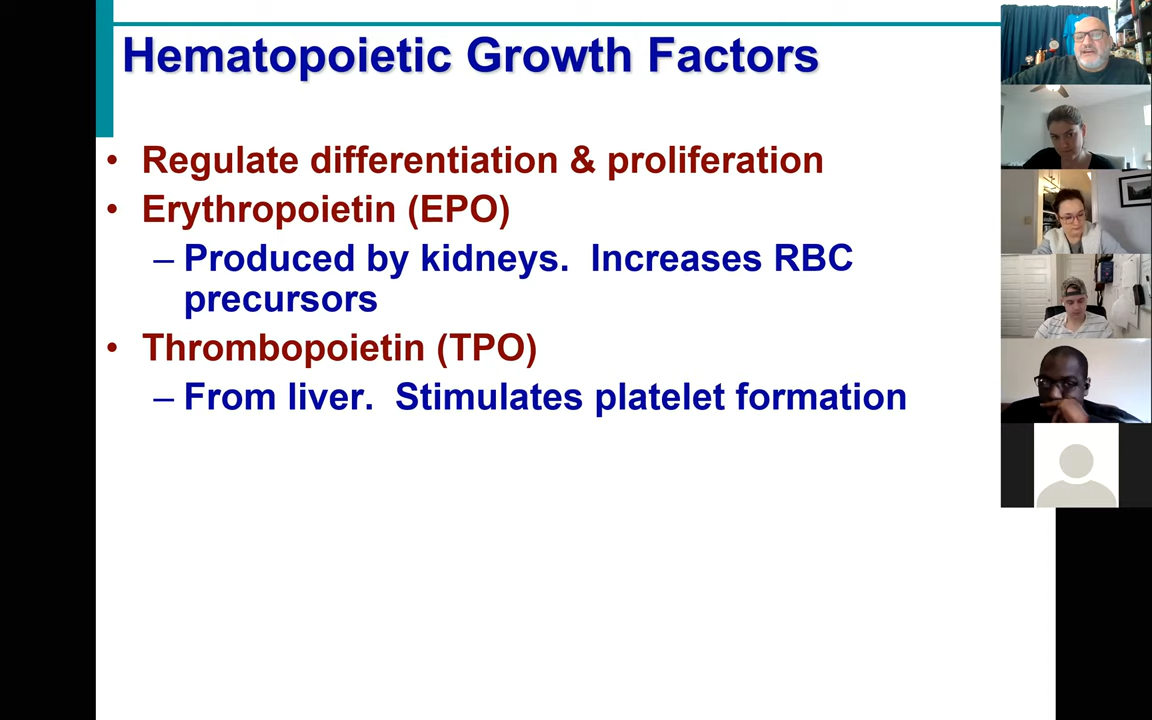 Hematopoietic Growth Factors
• Regulate differentiation & proliferation
• Erythropoietin (EPO)
– Produced by kidneys.  Increases RBC
precursors
• Thrombopoietin (TPO)
– From liver.  Stimulates platelet formation